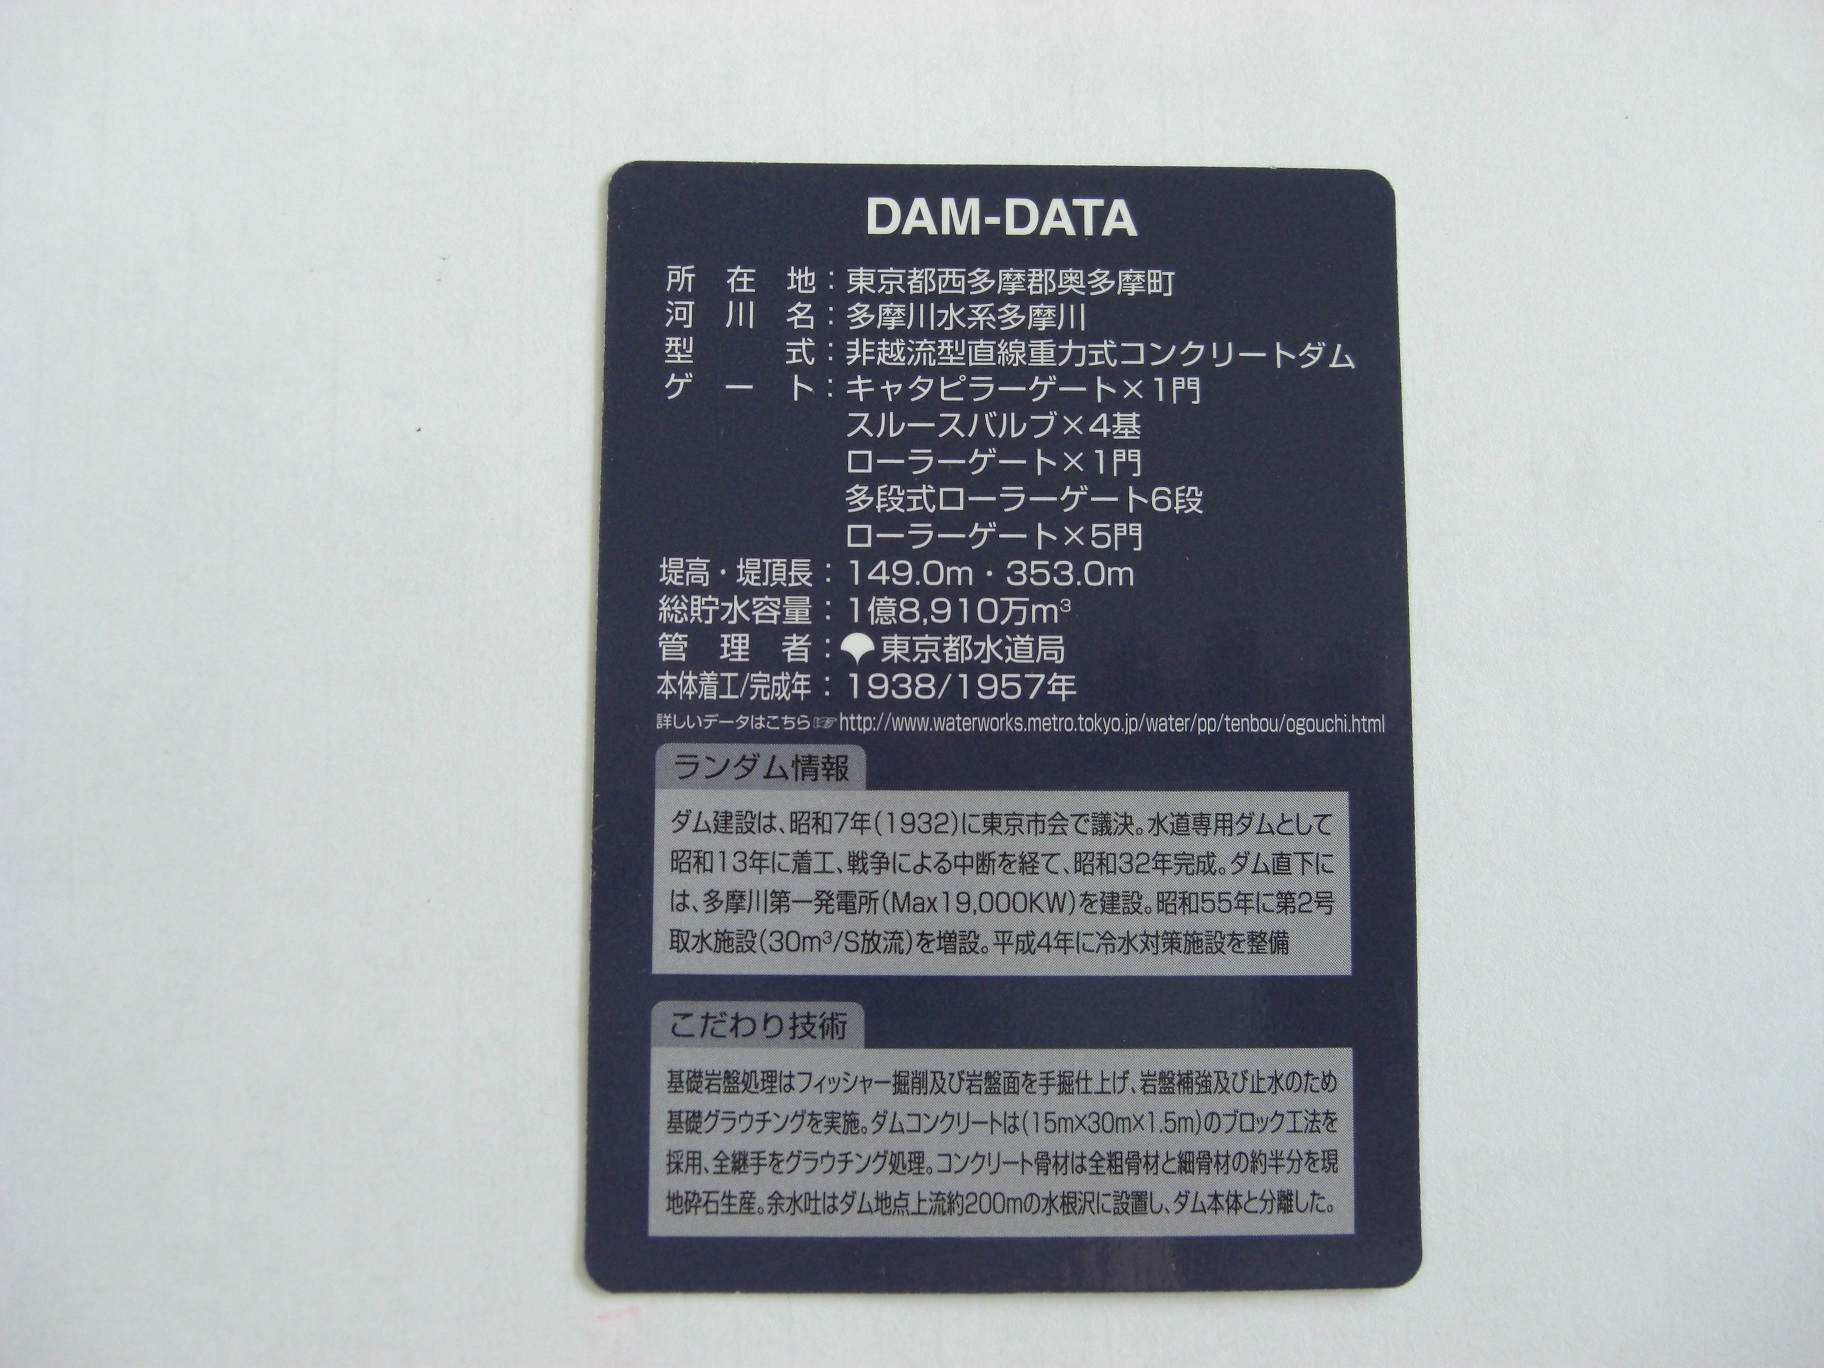 DAM-DATA
所在地：東京都西多摩郡奥多摩町
河川名：多摩川水系多摩川
型式：非越流型直線重力式コンクリートダム
ゲート：キャタピラーゲート×1門
スルースバルブ×4基
ローラーゲート×1門
多段式ローラーゲート6段
ローラーゲート×5門
堤高・堤頂長：149.0m・353.0m
総貯水容量：1億8,910万m³
管理者：東京都水道局
本体着工/完成年：1938/1957年
詳しいデータはこちら☞http://www.waterworks.metro.tokyo.jp/water/pp/tenbou/ogouchi.html
ランダム情報
ダム建設は、昭和7年(1932)に東京市会で議決。水道専用ダムとして
昭和13年に着工、戦争による中断を経て、昭和32年完成。ダム直下に
は、多摩川第一発電所(Max19,000KW)を建設。昭和55年に第2号
取水施設(30m³/S放流)を増設。平成4年に冷水対策施設を整備
こだわり技術
基礎岩盤処理はフィッシャー掘削及び岩盤面を手掘仕上げ、岩盤補強及び止水のため
基礎グラウチングを実施。ダムコンクリートは(15m×30m×1.5m)のブロック工法を
採用、全継手をグラウチング処理。コンクリート骨材は全粗骨材と細骨材の約半分を現
地砕石生産。余水吐はダム地点上流約200mの水根沢に設置し、ダム本体と分離した。